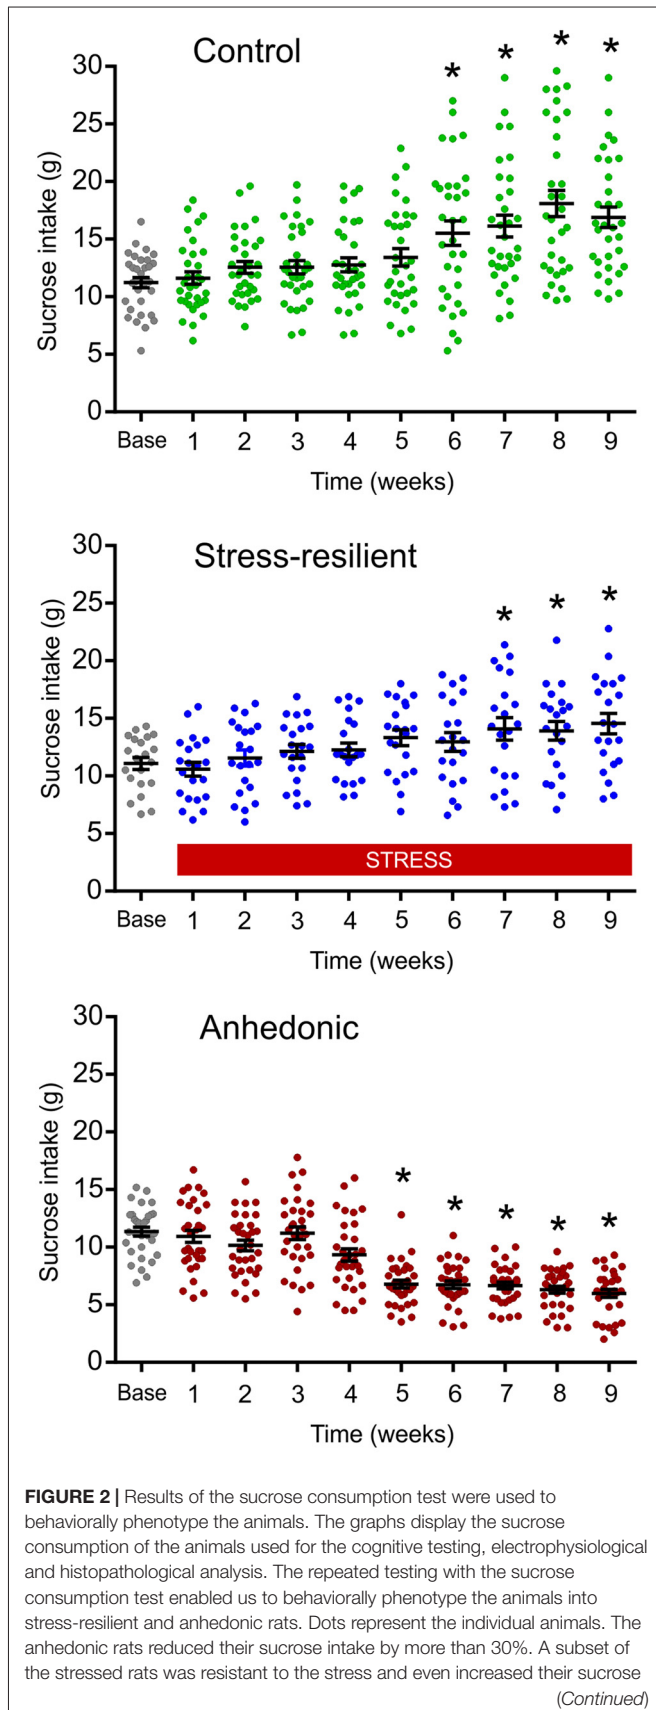 Control
*
*
*
*
30
25
20
15
10
5
0
Sucrose intake (g)
Base 1 2 3 4 5 6 7 8 9
Time (weeks)
Stress-resilient
*
*
*
30
25
20
15
10
5
0
Sucrose intake (g)
STRESS
Base 1 2 3 4 5 6 7 8 9
Time (weeks)
Anhedonic
*
*
*
*
*
30
25
20
15
10
5
0
Sucrose intake (g)
Base 1 2 3 4 5 6 7 8 9
Time (weeks)
FIGURE 2 | Results of the sucrose consumption test were used to
behaviorally phenotype the animals. The graphs display the sucrose
consumption of the animals used for the cognitive testing, electrophysiological
and histopathological analysis. The repeated testing with the sucrose
consumption test enabled us to behaviorally phenotype the animals into
stress-resilient and anhedonic rats. Dots represent the individual animals. The
anhedonic rats reduced their sucrose intake by more than 30%. A subset of
the stressed rats was resistant to the stress and even increased their sucrose
(Continued)